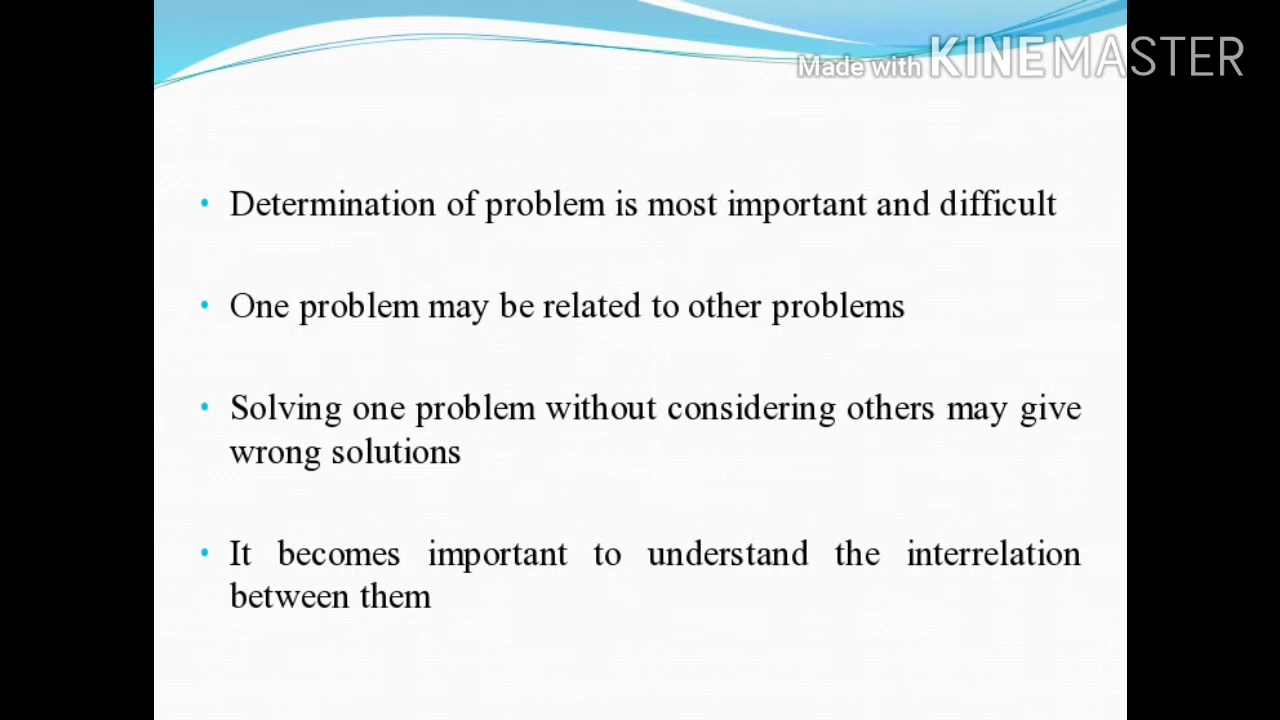 Made with KINEMASTER
• Determination of problem is most important and difficult
• One problem may be related to other problems
• Solving one problem without considering others may give
wrong solutions
• It becomes important to understand the interrelation
between them